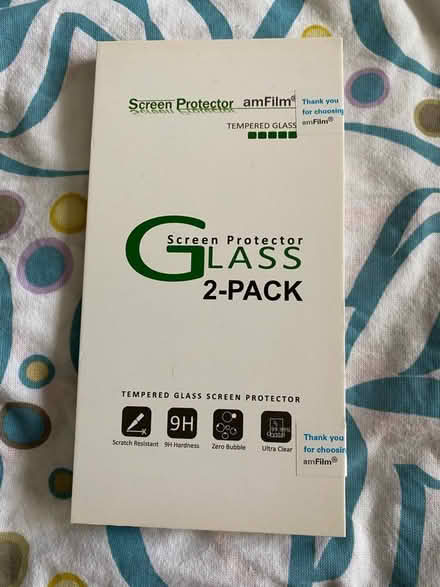 Screen Protector amFilm®
TEMPERED GLASS
Thank you
for choosing
amFilm®
Screen Protector
GLASS
2-PACK
TEMPERED GLASS SCREEN PROTECTOR
9H
Scratch Resistant 9H Hardness Zero Bubble Ultra Clear
Thank you
for choosin
amFilm®